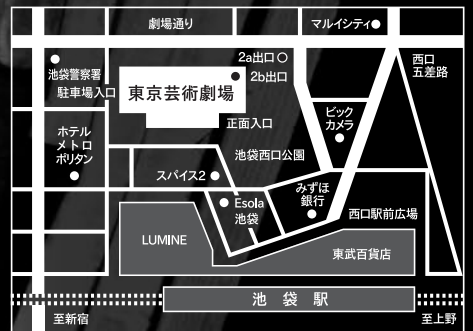 劇場通り
マルイシティ
2a出口
2b出口
西口
五差路
池袋警察署
駐車場入口
東京芸術劇場
正面入口
ビック
カメラ
ホテル
メトロ
ポリタン
池袋西口公園
スパイス2
Esola
池袋
みずほ
銀行
西口駅前広場
LUMINE
東武百貨店
池袋駅
至新宿
至上野